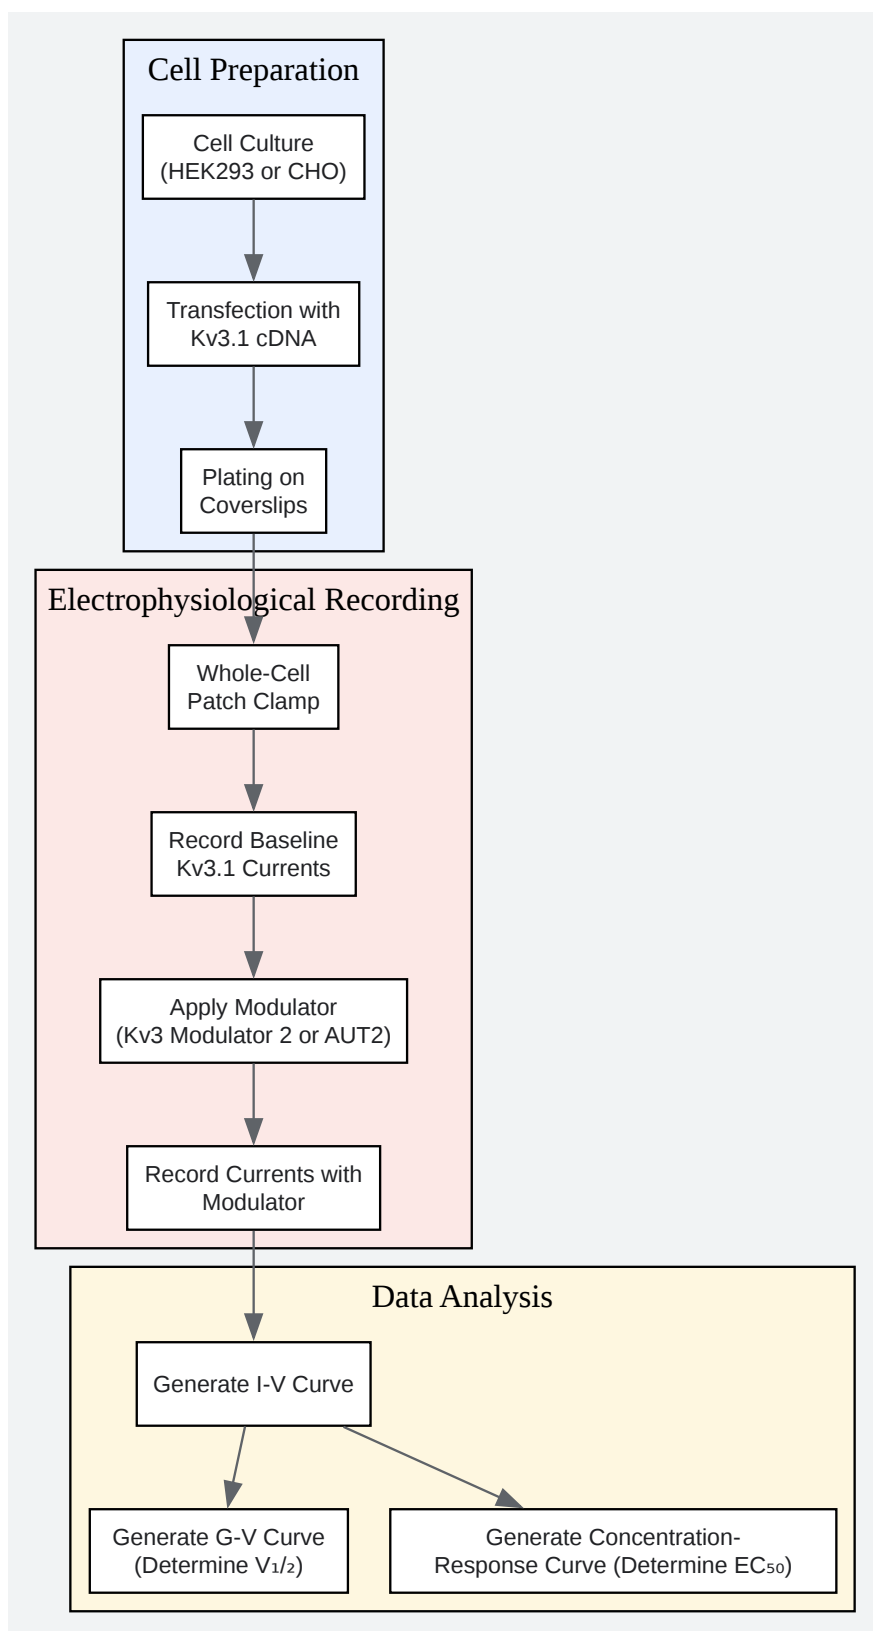 Cell Preparation
Cell Culture
(HEK293 or CHO)
Transfection with
Kv3.1 cDNA
Plating on
Coverslips
Electrophysiological Recording
Whole-Cell
Patch Clamp
Record Baseline
Kv3.1 Currents
Apply Modulator
(Kv3 Modulator 2 or AUT2)
Record Currents with
Modulator
Data Analysis
Generate I-V Curve
Generate G-V Curve
(Determine V₁/₂)
Generate Concentration-
Response Curve (Determine EC₅₀)